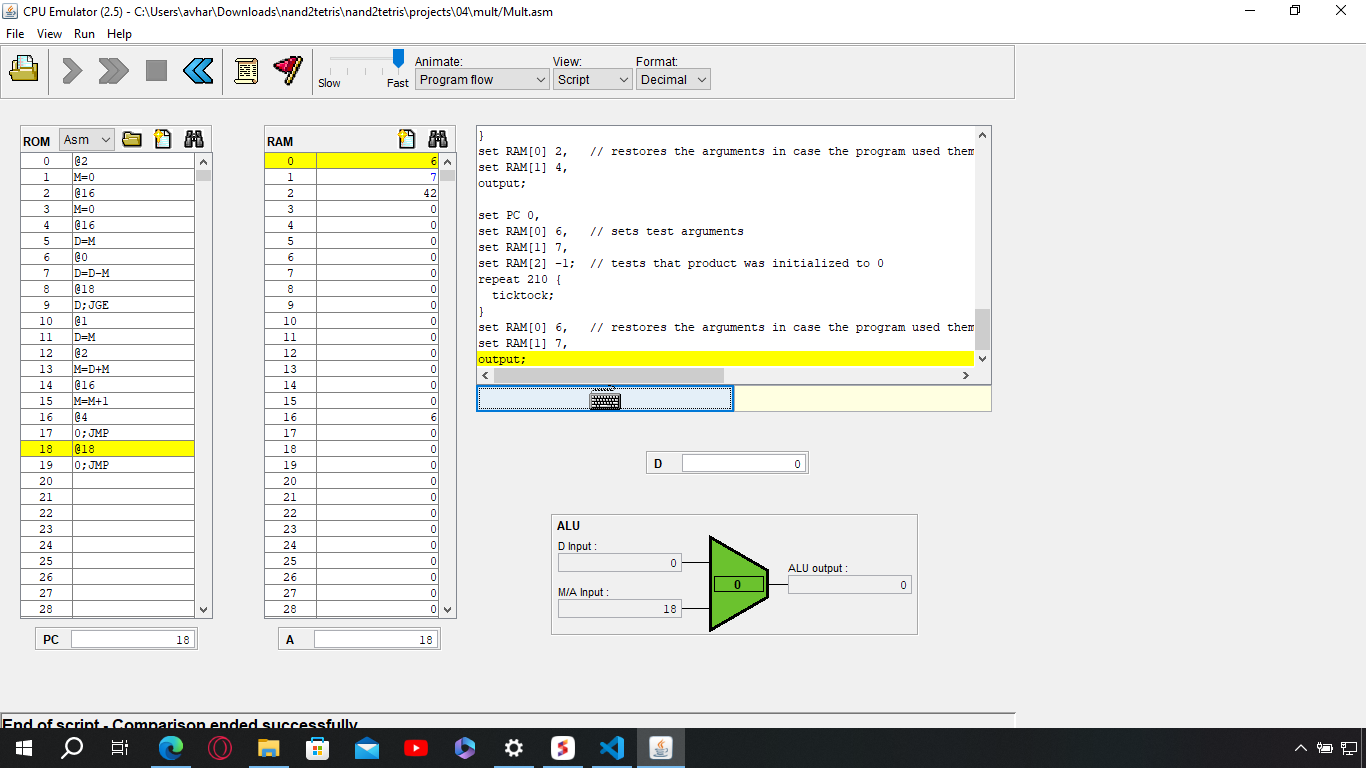 CPU Emulator (2.5) - C:\Users\avhar\Downloads\nand2tetris\nand2tetris\projects\04\mult/Mult.asm
File View Run Help
Slow Fast
Animate:
Program flow
View:
Script
Format:
Decimal
ROM Asm
0 @2
1 M=0
2 @16
3 M=0
4 @16
5 D=M
6 @0
7 D=D-M
8 @18
9 D;JGE
10 @1
11 D=M
12 @2
13 M=D+M
14 @16
15 M=M+1
16 @4
17 0;JMP
18 @18
19 0;JMP
20
21
22
23
24
25
26
27
28
PC 18
RAM
0 6
1 7
2 42
3 0
4 0
5 0
6 0
7 0
8 0
9 0
10 0
11 0
12 0
13 0
14 0
15 0
16 6
17 0
18 0
19 0
20 0
21 0
22 0
23 0
24 0
25 0
26 0
27 0
28 0
A 18
}
set RAM[0] 2,   // restores the arguments in case the program used them
set RAM[1] 4,
output;
set PC 0,
set RAM[0] 6,   // sets test arguments
set RAM[1] 7,
set RAM[2] -1;  // tests that product was initialized to 0
repeat 210 {
ticktock;
}
set RAM[0] 6,   // restores the arguments in case the program used them
set RAM[1] 7,
output;
D 0
ALU
D Input :
0
M/A Input :
18
0
ALU output :
0
End of script - Comparison ended successfully